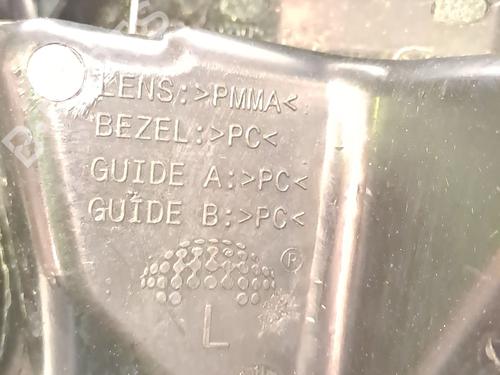 LENS:>PMMA<
BEZEL:>PC<
GUIDE A:>PC<
GUIDE B:>PC<
®
L